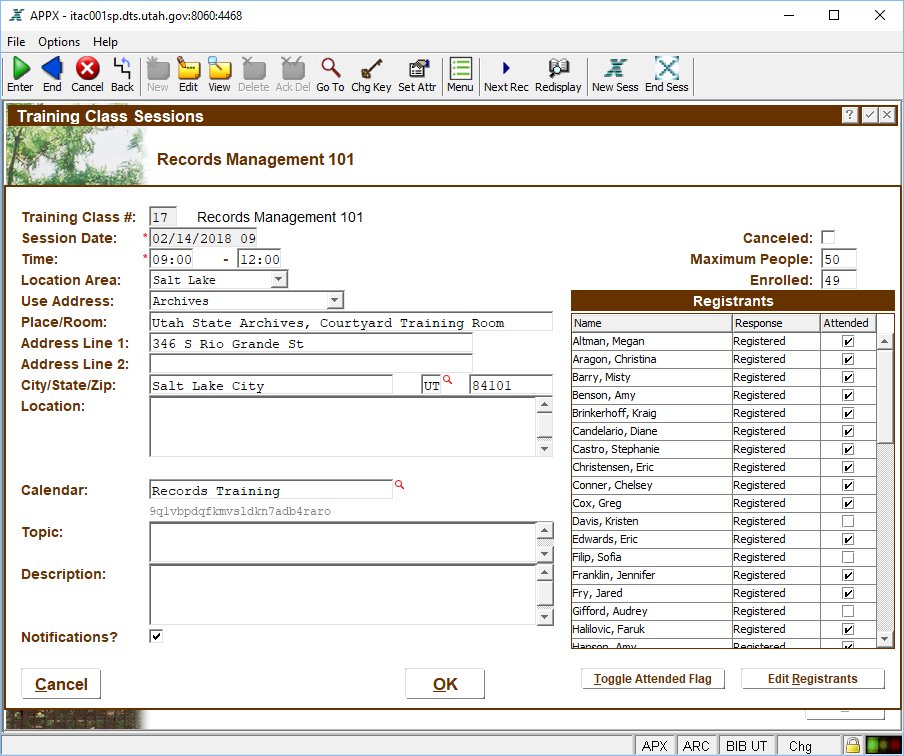 APPX - itac001sp.dts.utah.gov:8060:4468
File Options Help
Enter End Cancel Back New Edit View Delete Ack Del Go To Chg Key Set Attr Menu Next Rec Redisplay New Sess End Sess
Training Class Sessions
Records Management 101
Training Class #: 17 Records Management 101
Session Date: *02/14/2018 09
Canceled:
Time: *09:00 - 12:00
Maximum People: 50
Location Area: Salt Lake
Enrolled: 49
Use Address: Archives
Place/Room: Utah State Archives, Courtyard Training Room
Address Line 1: 346 S Rio Grande St
Address Line 2:
City/State/Zip: Salt Lake City UT 84101
Location:
Calendar: Records Training
9qlvbpdqfkmvsldkn7adb4raro
Topic:
Description:
Notifications?
Registrants
Name Response Attended
Altman, Megan Registered
Aragon, Christina Registered
Barry, Misty Registered
Benson, Amy Registered
Brinkerhoff, Kraig Registered
Candelario, Diane Registered
Castro, Stephanie Registered
Christensen, Eric Registered
Conner, Chelsey Registered
Cox, Greg Registered
Davis, Kristen Registered
Edwards, Eric Registered
Filip, Sofia Registered
Franklin, Jennifer Registered
Fry, Jared Registered
Gifford, Audrey Registered
Halilovic, Faruk Registered
Hanson, Amy Registered
Cancel OK Toggle Attended Flag Edit Registrants
APX ARC BIB UT Chg